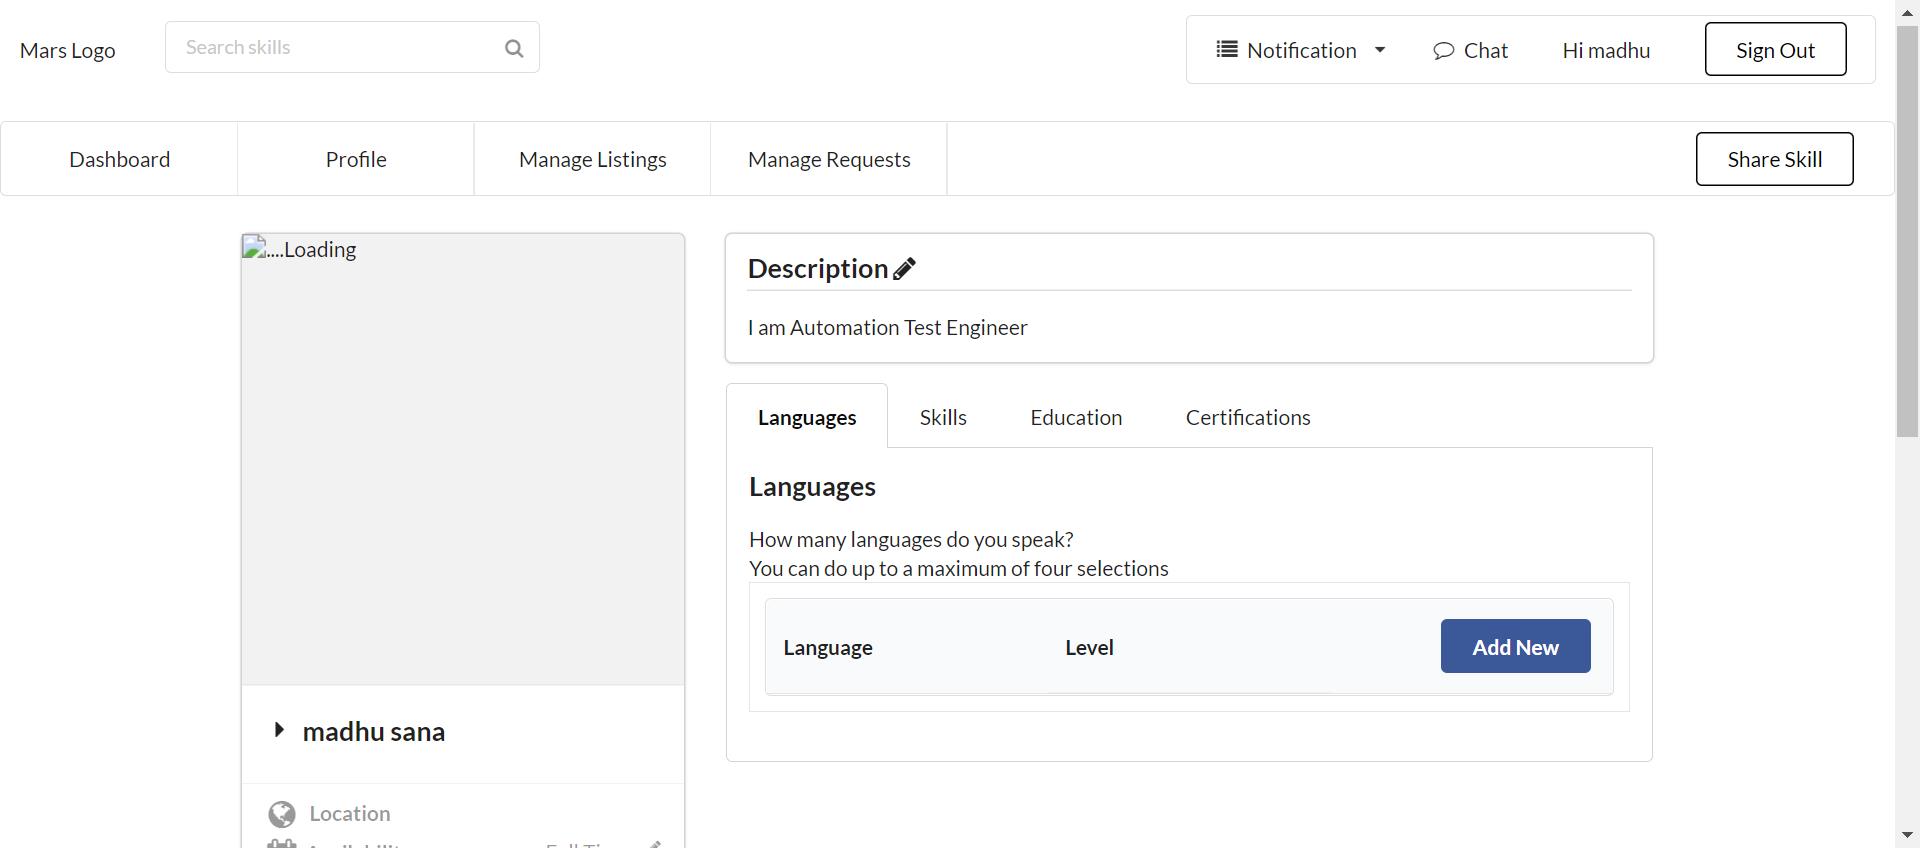 Mars Logo
Search skills
Notification
Chat
Hi madhu
Sign Out
Dashboard
Profile
Manage Listings
Manage Requests
Share Skill
....Loading
Description
I am Automation Test Engineer
Languages
Skills
Education
Certifications
Languages
How many languages do you speak?
You can do up to a maximum of four selections
Language
Level
Add New
madhu sana
Location